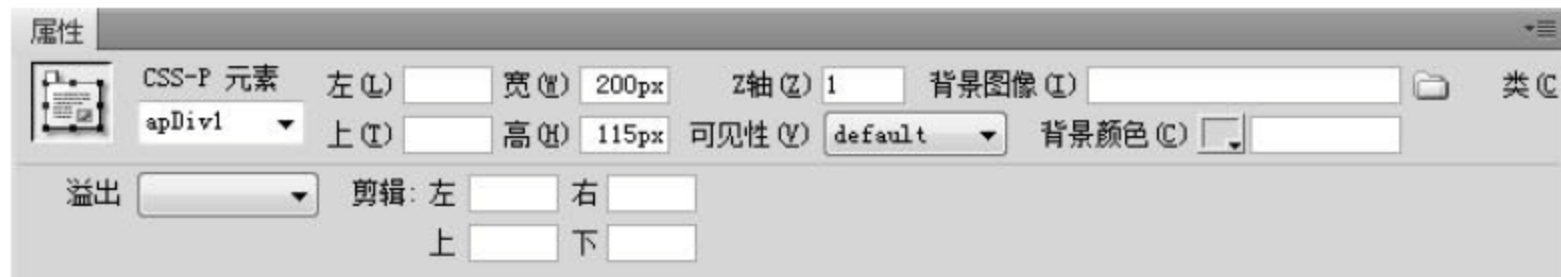 属性
CSS-P 元素 左(L) 宽(W) 200px Z轴(Z) 1 背景图像(I) 类(C
apDiv1 上(T) 高(H) 115px 可见性(V) default 背景颜色(C)
溢出 剪辑: 左 右
上 下